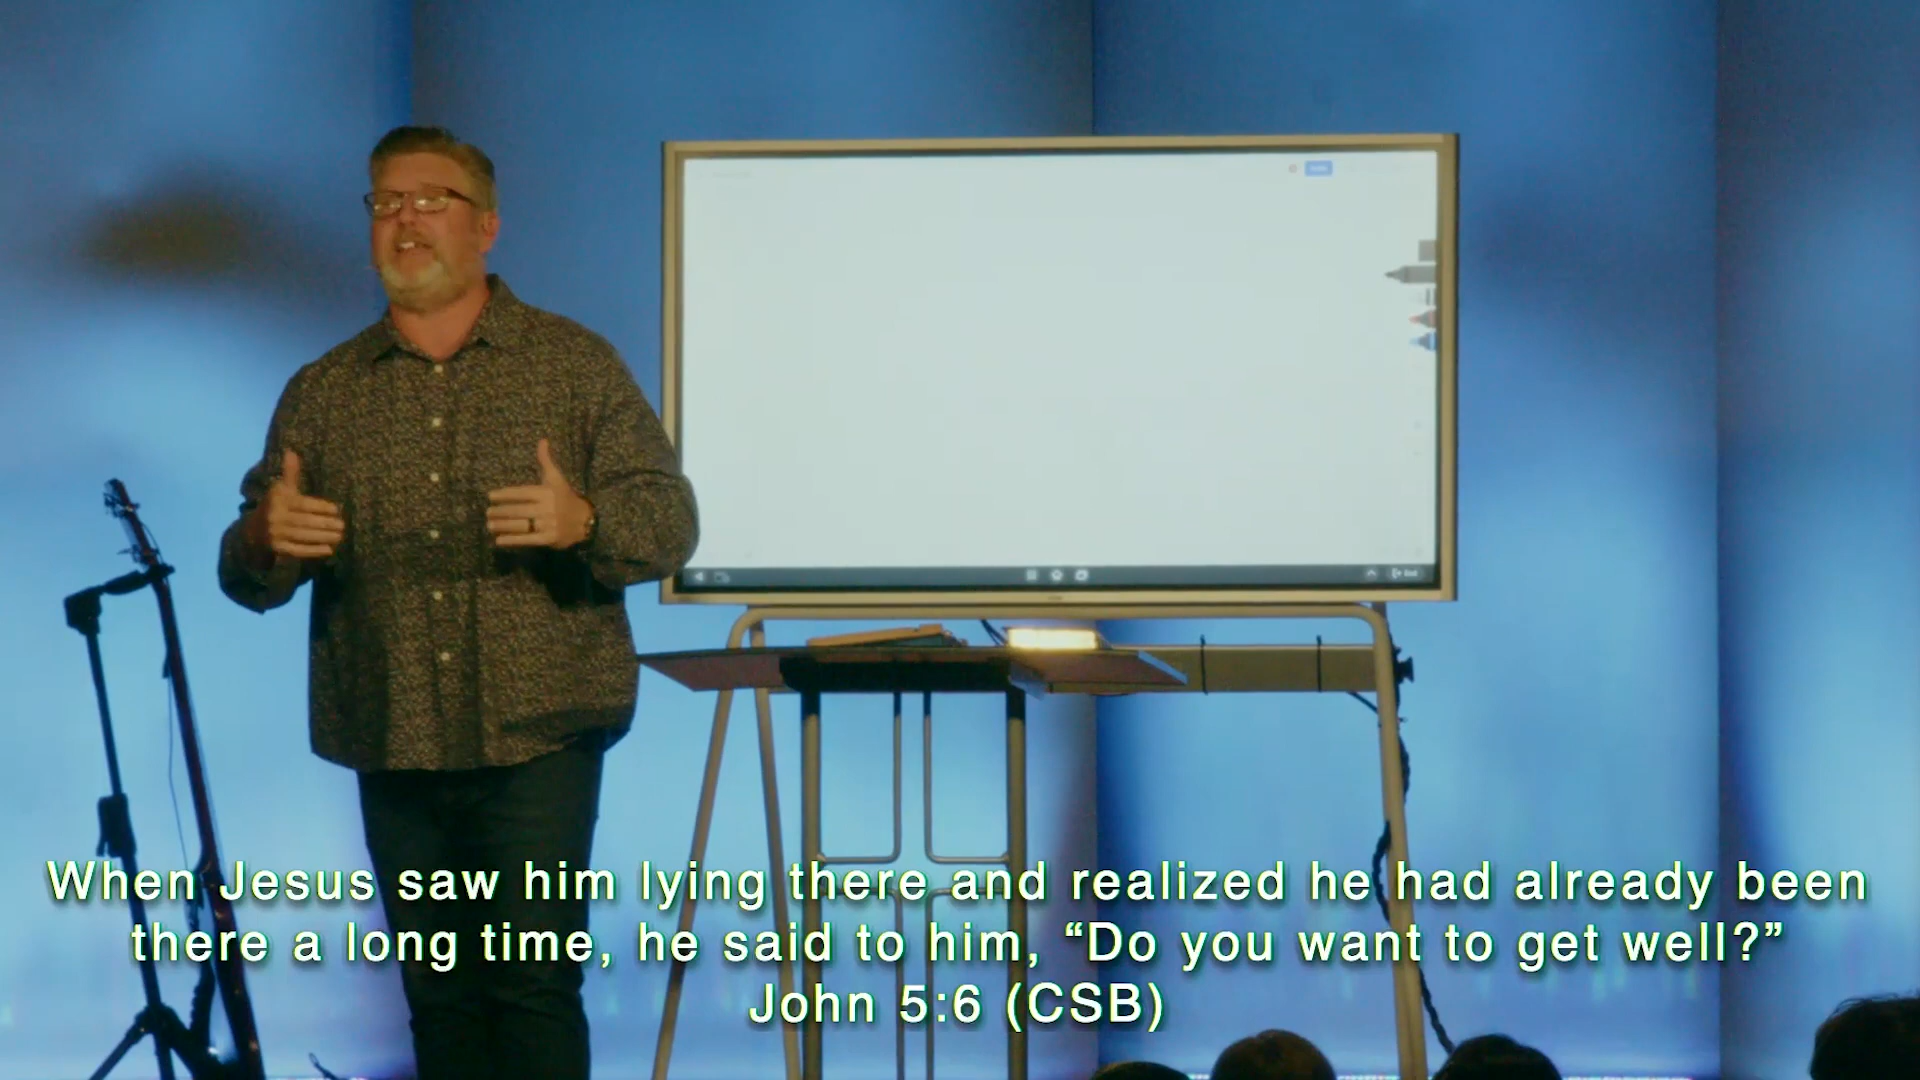 When Jesus saw him lying there and realized he had already been
there a long time, he said to him, “Do you want to get well?”
John 5:6 (CSB)